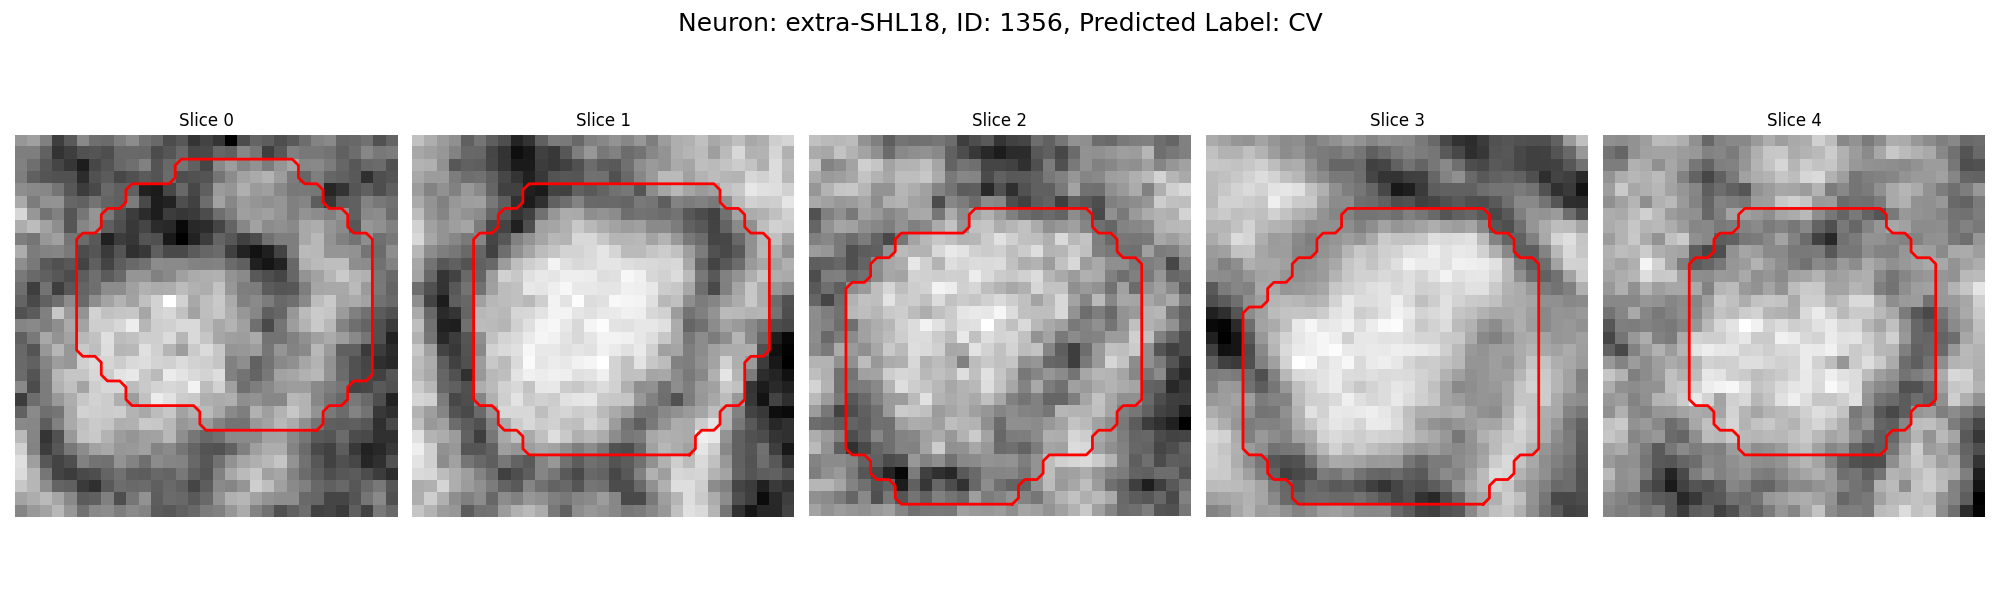 Neuron: extra-SHL18, ID: 1356, Predicted Label: CV
Slice 0
Slice 1
Slice 2
Slice 3
Slice 4